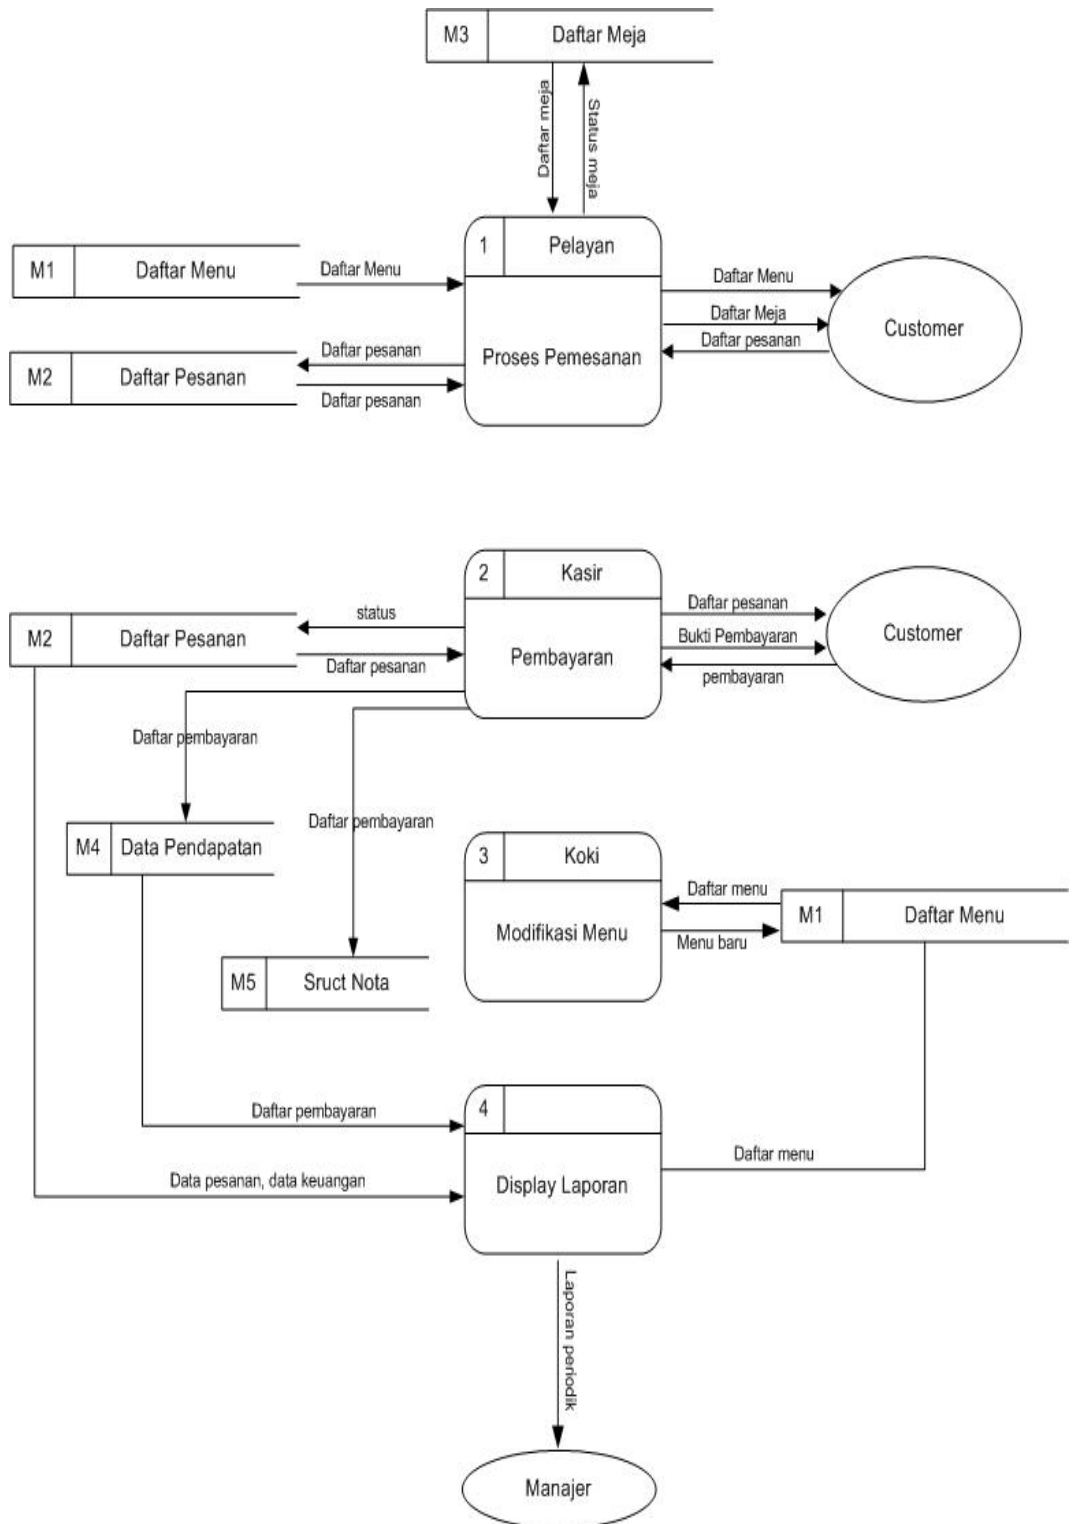 M3 Daftar Meja
Daftar meja
Status meja
1 Pelayan
M1 Daftar Menu
Daftar Menu
Daftar Menu
Daftar Meja
Daftar pesanan
Customer
Proses Pemesanan
Daftar pesanan
M2 Daftar Pesanan
Daftar pesanan
2 Kasir
M2 Daftar Pesanan
status
Daftar pesanan
Pembayaran
Daftar pesanan
Bukti Pembayaran
pembayaran
Customer
Daftar pembayaran
Daftar pembayaran
M4 Data Pendapatan
3 Koki
Modifikasi Menu
Daftar menu
Menu baru
M1 Daftar Menu
M5 Sruct Nota
4
Daftar pembayaran
Daftar menu
Data pesanan, data keuangan
Display Laporan
Laporan periodik
Manajer